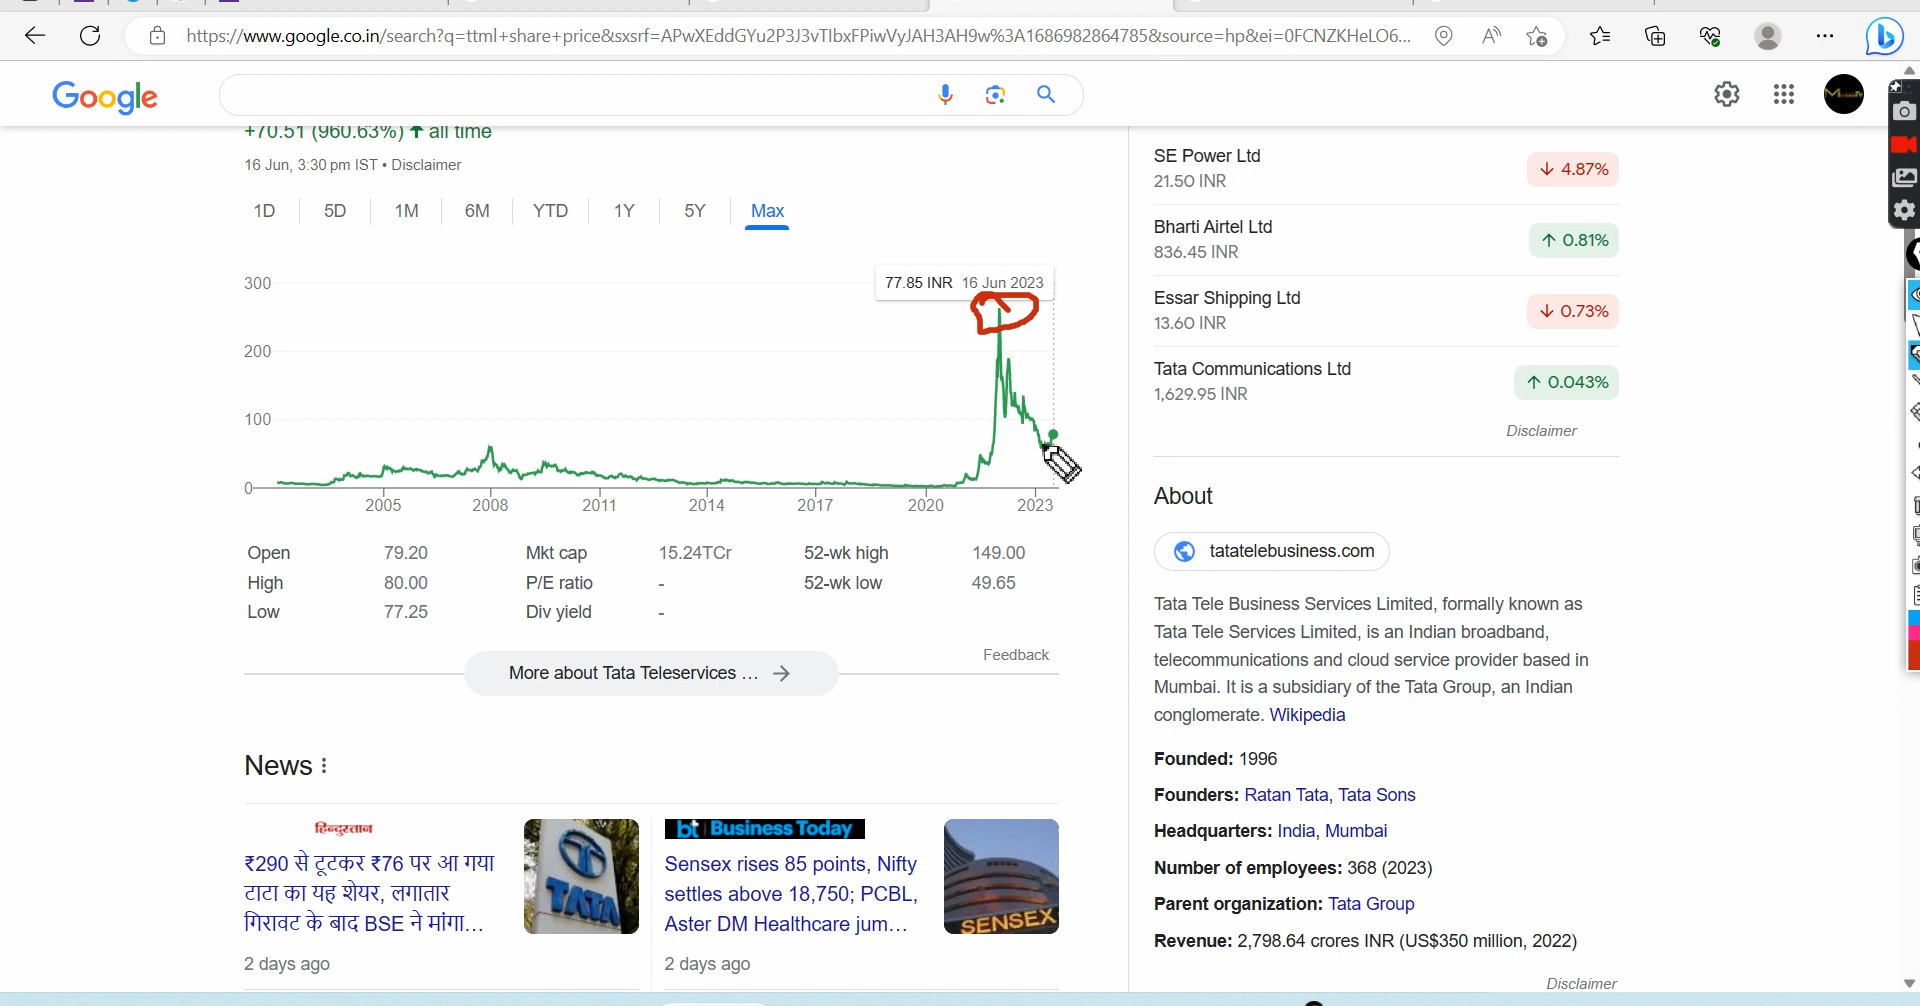 https://www.google.co.in/search?q=ttml+share+price&sxsrf=APwXEddGYu2P3J3vTlbxFPiwVyJAH3AH9w%3A1686982864785&source=hp&ei=0FCNZKHeLO6...
Google
+70.51 (960.63%) ↑ all time
16 Jun, 3:30 pm IST • Disclaimer
1D 5D 1M 6M YTD 1Y 5Y Max
77.85 INR 16 Jun 2023
300
200
100
0
2005 2008 2011 2014 2017 2020 2023
Open 79.20 Mkt cap 15.24TCr 52-wk high 149.00
High 80.00 P/E ratio - 52-wk low 49.65
Low 77.25 Div yield -
Feedback
More about Tata Teleservices ... →
News
हिन्दुस्तान
₹290 से टूटकर ₹76 पर आ गया
टाटा का यह शेयर, लगातार
गिरावट के बाद BSE ने मांगा...
2 days ago
TATA
bt Business Today
Sensex rises 85 points, Nifty
settles above 18,750; PCBL,
Aster DM Healthcare jum...
2 days ago
SENSEX
SE Power Ltd
21.50 INR
↓ 4.87%
Bharti Airtel Ltd
836.45 INR
↑ 0.81%
Essar Shipping Ltd
13.60 INR
↓ 0.73%
Tata Communications Ltd
1,629.95 INR
↑ 0.043%
Disclaimer
About
tatatelebusiness.com
Tata Tele Business Services Limited, formally known as
Tata Tele Services Limited, is an Indian broadband,
telecommunications and cloud service provider based in
Mumbai. It is a subsidiary of the Tata Group, an Indian
conglomerate. Wikipedia
Founded: 1996
Founders: Ratan Tata, Tata Sons
Headquarters: India, Mumbai
Number of employees: 368 (2023)
Parent organization: Tata Group
Revenue: 2,798.64 crores INR (US$350 million, 2022)
Disclaimer